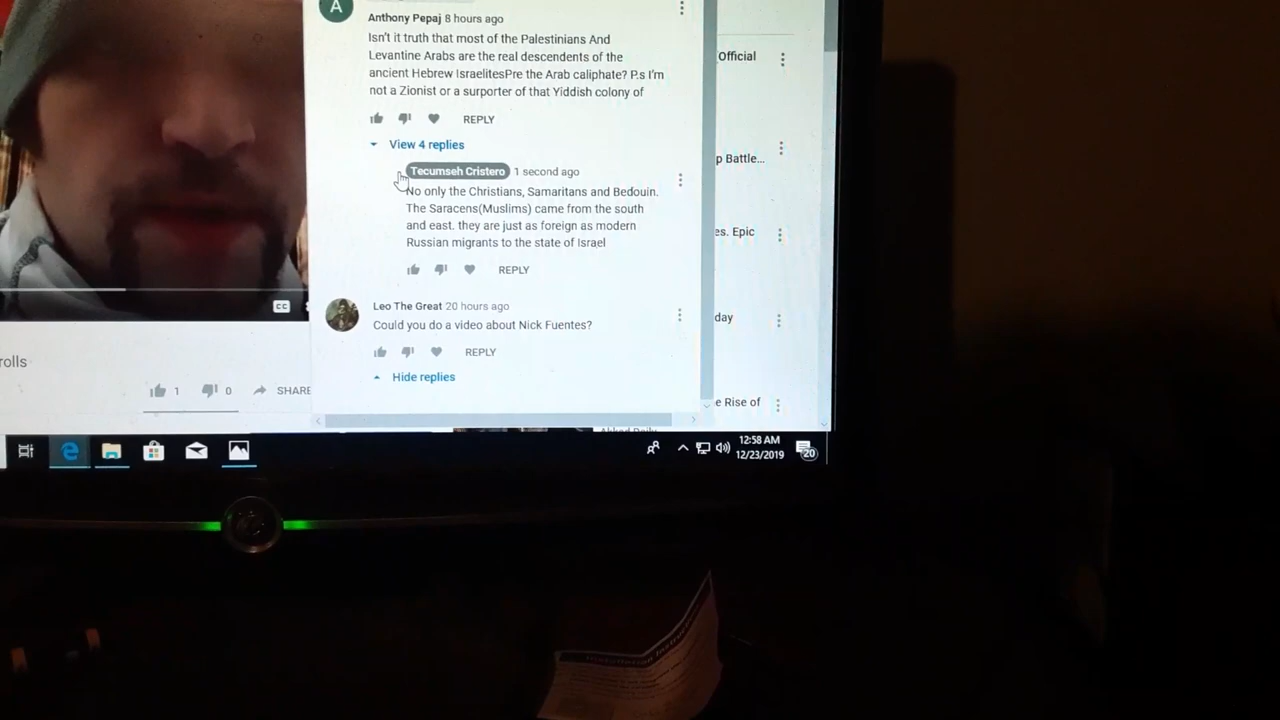 A
Anthony Pepaj 8 hours ago
Isn't it truth that most of the Palestinians And
Levantine Arabs are the real descendents of the
ancient Hebrew IsraelitesPre the Arab caliphate? P.s I'm
not a Zionist or a surporter of that Yiddish colony of
REPLY
View 4 replies
Tecumseh Cristero 1 second ago
No only the Christians, Samaritans and Bedouin.
The Saracens(Muslims) came from the south
and east. they are just as foreign as modern
Russian migrants to the state of Israel
REPLY
Leo The Great 20 hours ago
Could you do a video about Nick Fuentes?
REPLY
Hide replies
Official
p Battle...
es. Epic
day
e Rise of
CC
rolls
1 0 SHARE
12:58 AM
12/23/2019
20